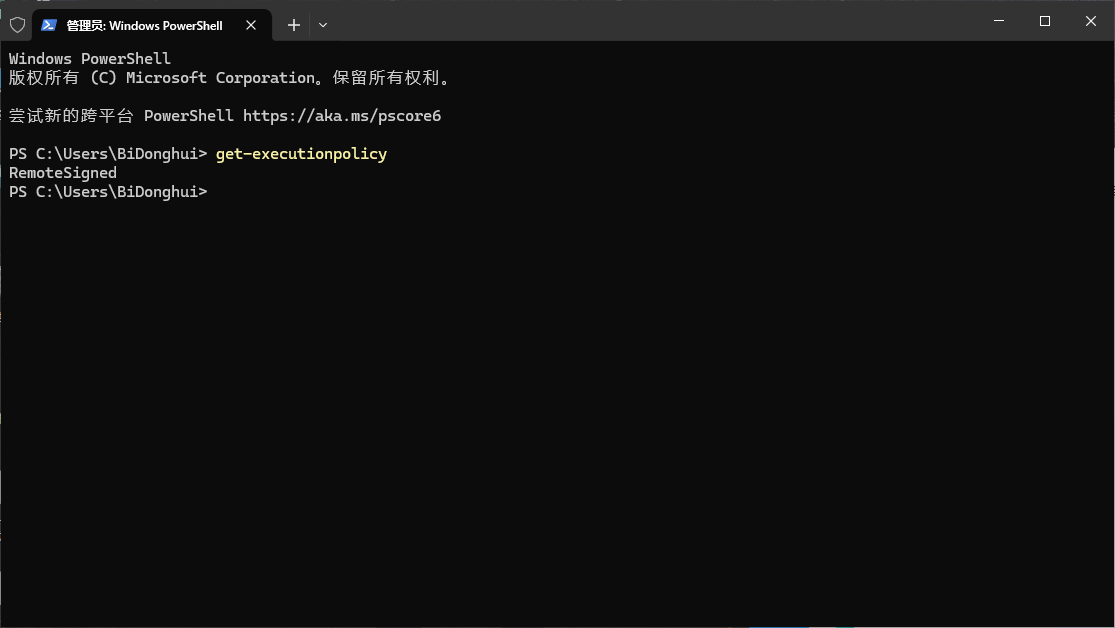 管理员: Windows PowerShell
Windows PowerShell
版权所有 (C) Microsoft Corporation。保留所有权利。
尝试新的跨平台 PowerShell https://aka.ms/pscore6
PS C:\Users\BiDonghui> get-executionpolicy
RemoteSigned
PS C:\Users\BiDonghui>